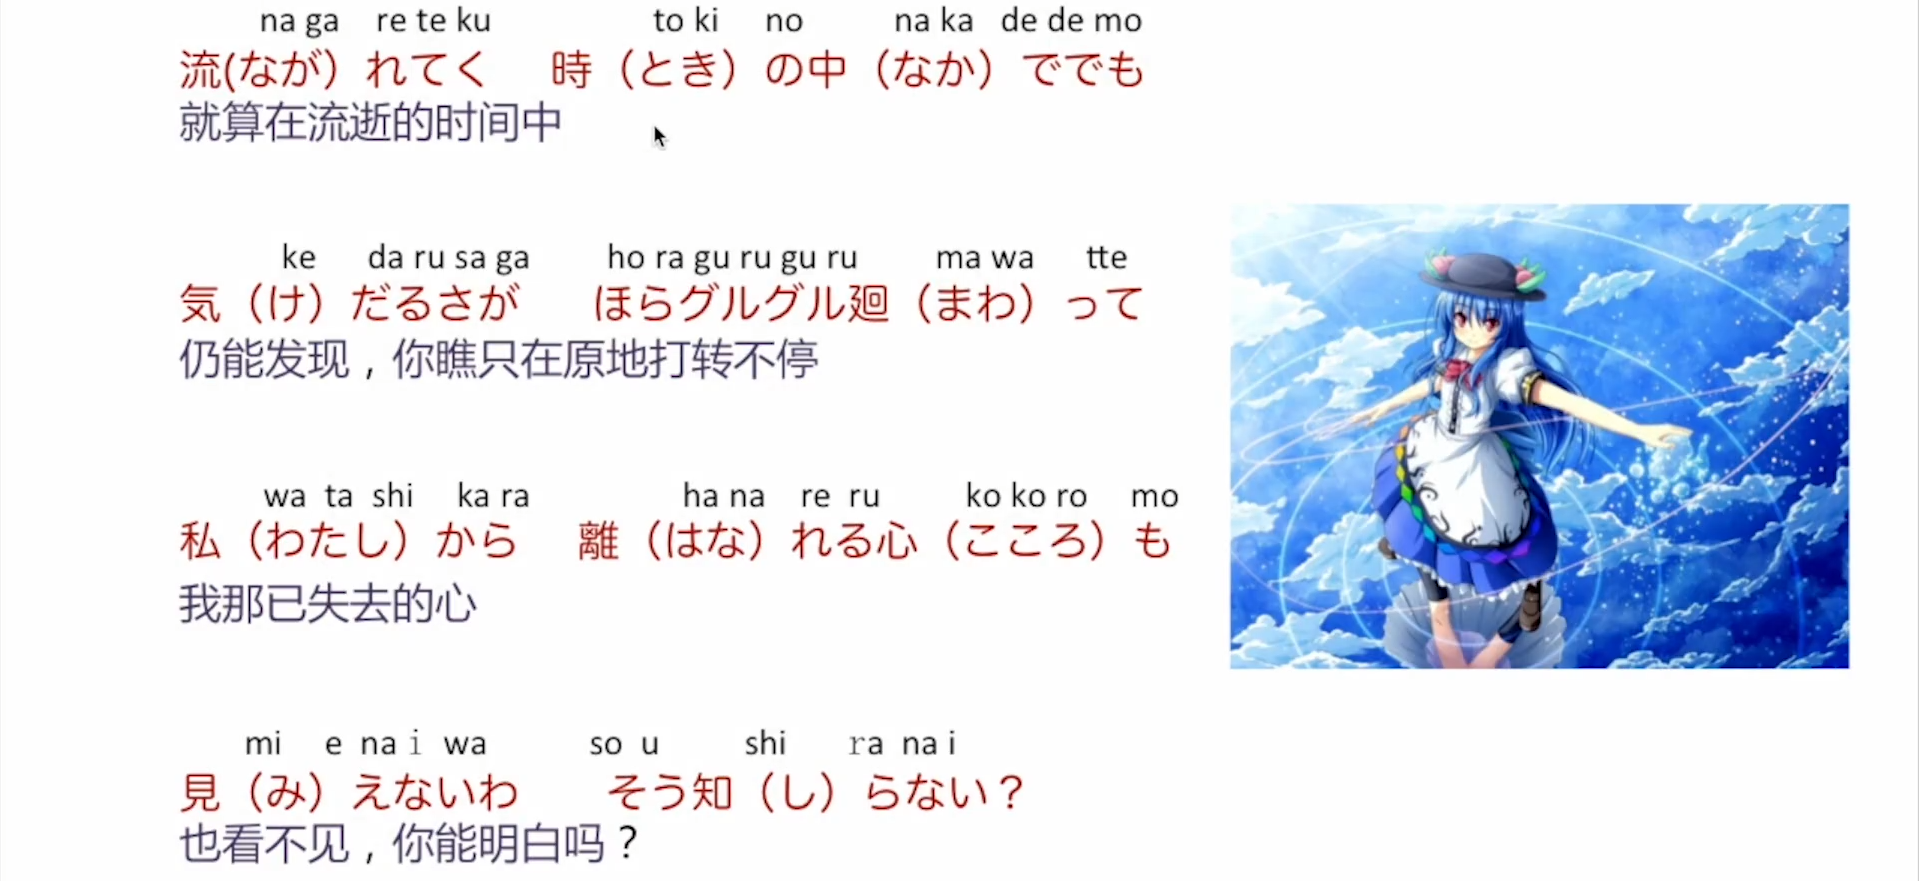 na ga re te ku to ki no na ka de de mo
流(なが）れてく 時（とき）の中（なか）ででも
就算在流逝的时间中
ke da ru sa ga ho ra gu ru gu ru ma wa tte
気（け）だるさが ほらグルグル廻（まわ）って
仍能发现，你瞧只在原地打转不停
wa ta shi ka ra ha na re ru ko ko ro mo
私（わたし）から 離（はな）れる心（こころ）も
我那已失去的心
mi e na i wa so u shi ra na i
見（み）えないわ そう知（し）らない？
也看不见，你能明白吗？